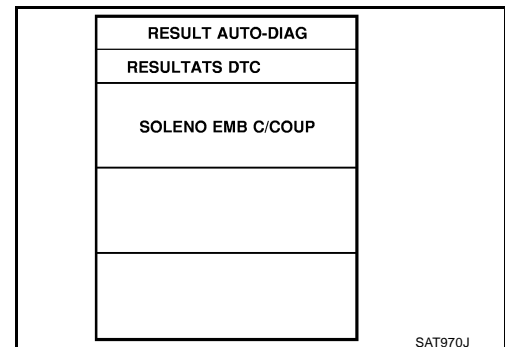 RESULT AUTO-DIAG
RESULTATS DTC
SOLENO EMB C/COUP
SAT970J